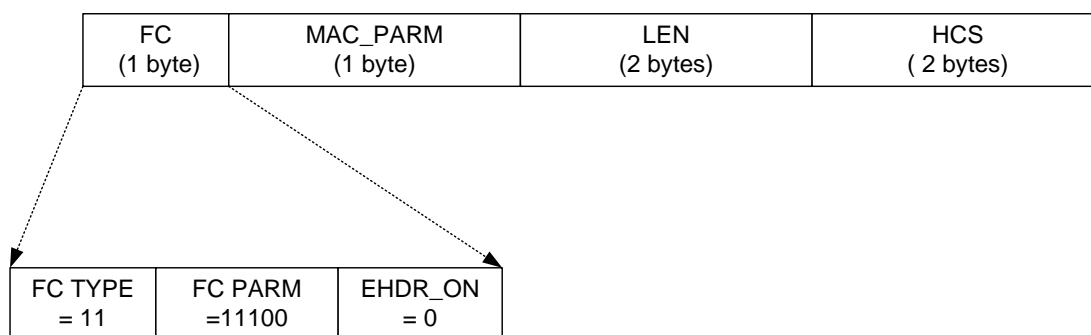 FC
(1 byte)
MAC_PARM
(1 byte)
LEN
(2 bytes)
HCS
( 2 bytes)
FC TYPE
= 11
FC PARM
=11100
EHDR_ON
= 0